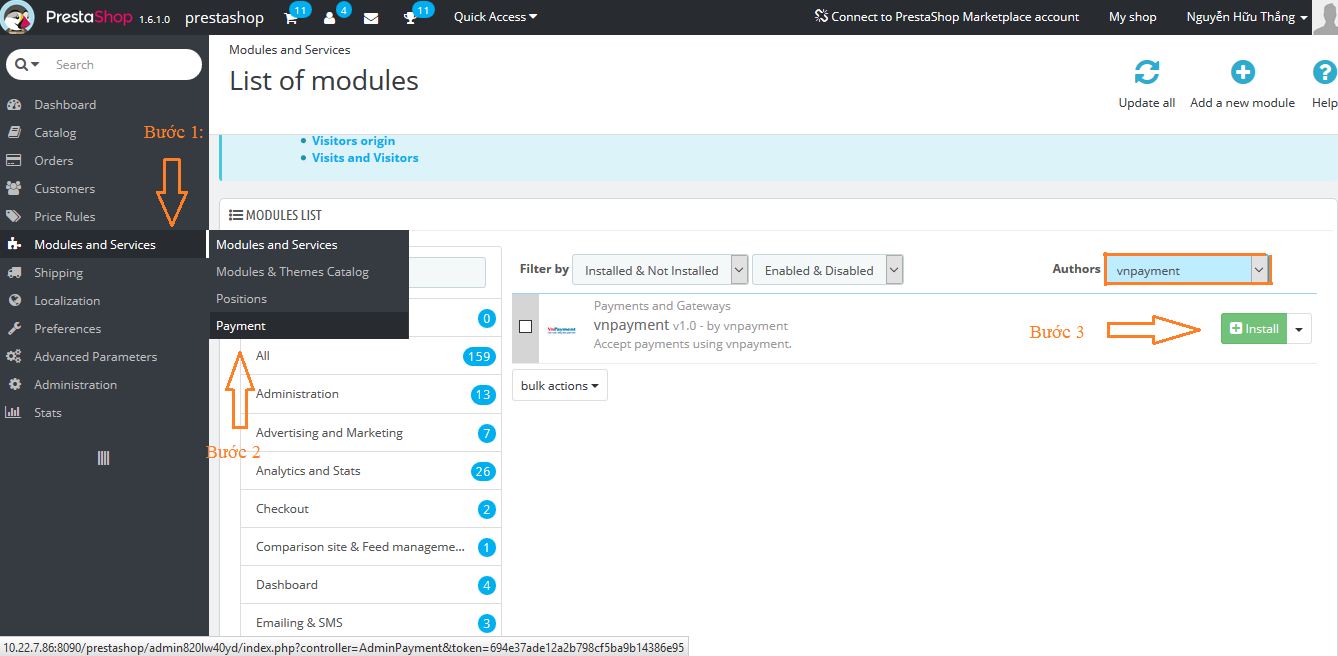 PrestaShop 1.6.1.0 prestashop 11 4 11 Quick Access Connect to PrestaShop Marketplace account My shop Nguyễn Hữu Thắng
Search
Dashboard
Catalog
Orders
Customers
Price Rules
Modules and Services
Shipping
Localization
Preferences
Advanced Parameters
Administration
Stats
Bước 1:
Modules and Services
Modules & Themes Catalog
Positions
Payment
Bước 2
Modules and Services
List of modules
Update all Add a new module Help
Visitors origin
Visits and Visitors
MODULES LIST
0
All 159
Administration 13
Advertising and Marketing 7
Analytics and Stats 26
Checkout 2
Comparison site & Feed manageme... 1
Dashboard 4
Emailing & SMS 3
Filter by Installed & Not Installed Enabled & Disabled Authors vnpayment
Payments and Gateways
VnPayment vnpayment v1.0 - by vnpayment
Accept payments using vnpayment.
Bước 3 Install
bulk actions
10.22.7.86:8090/prestashop/admin820lw40yd/index.php?controller=AdminPayment&token=694e37ade12a2b798cf5ba9b14386e95